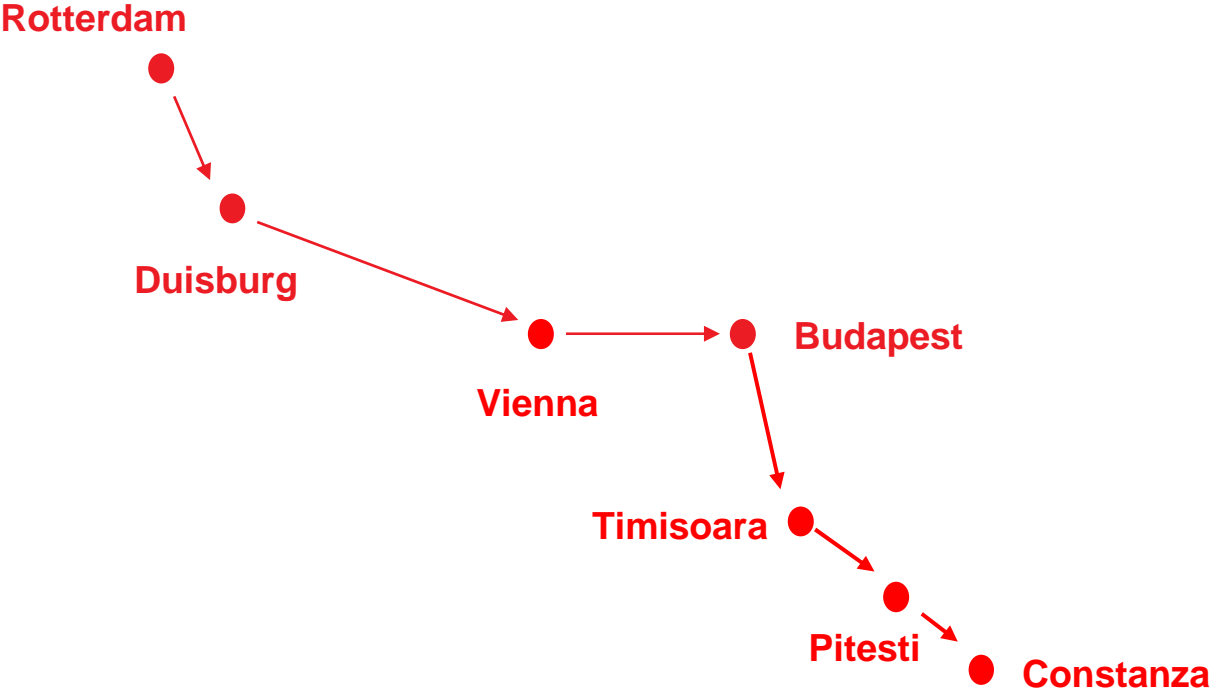 Rotterdam
Duisburg
Budapest
Vienna
Timisoara
Pitesti
Constanza